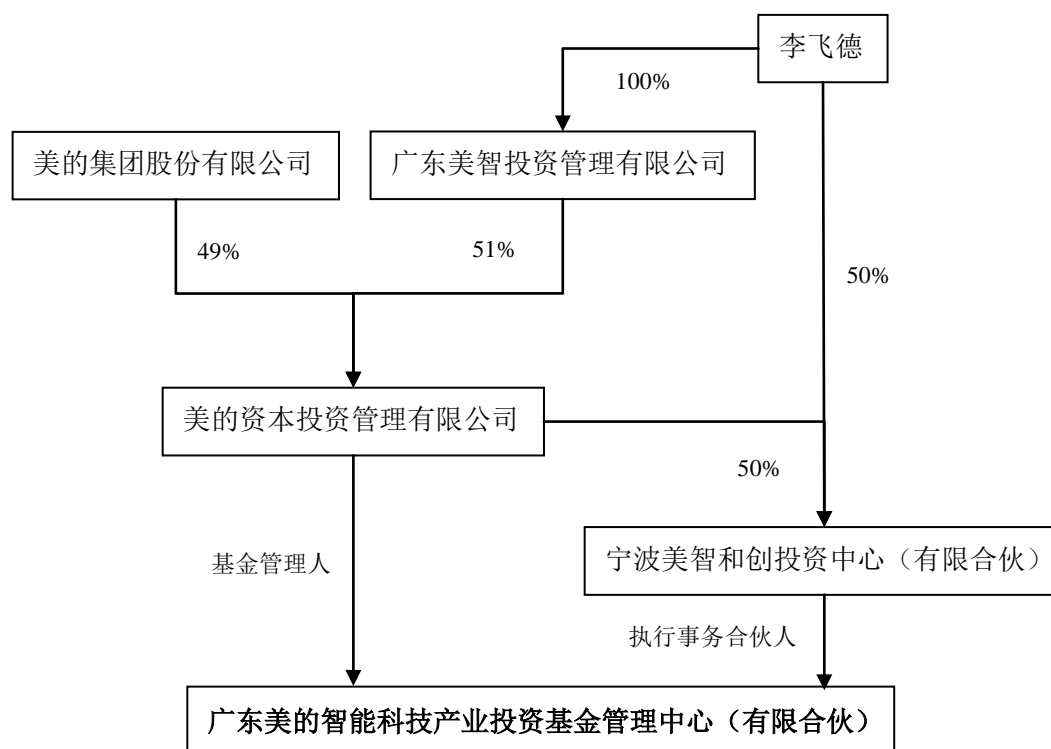 李飞德
100%
美的集团股份有限公司
广东美智投资管理有限公司
49%
51%
50%
美的资本投资管理有限公司
50%
基金管理人
宁波美智和创投资中心（有限合伙）
执行事务合伙人
广东美的智能科技产业投资基金管理中心（有限合伙）